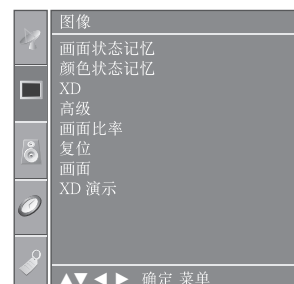 图像
画面状态记忆
颜色状态记忆
XD
高级
画面比率
复位
画面
XD 演示
▲▼◄► 确定 菜单